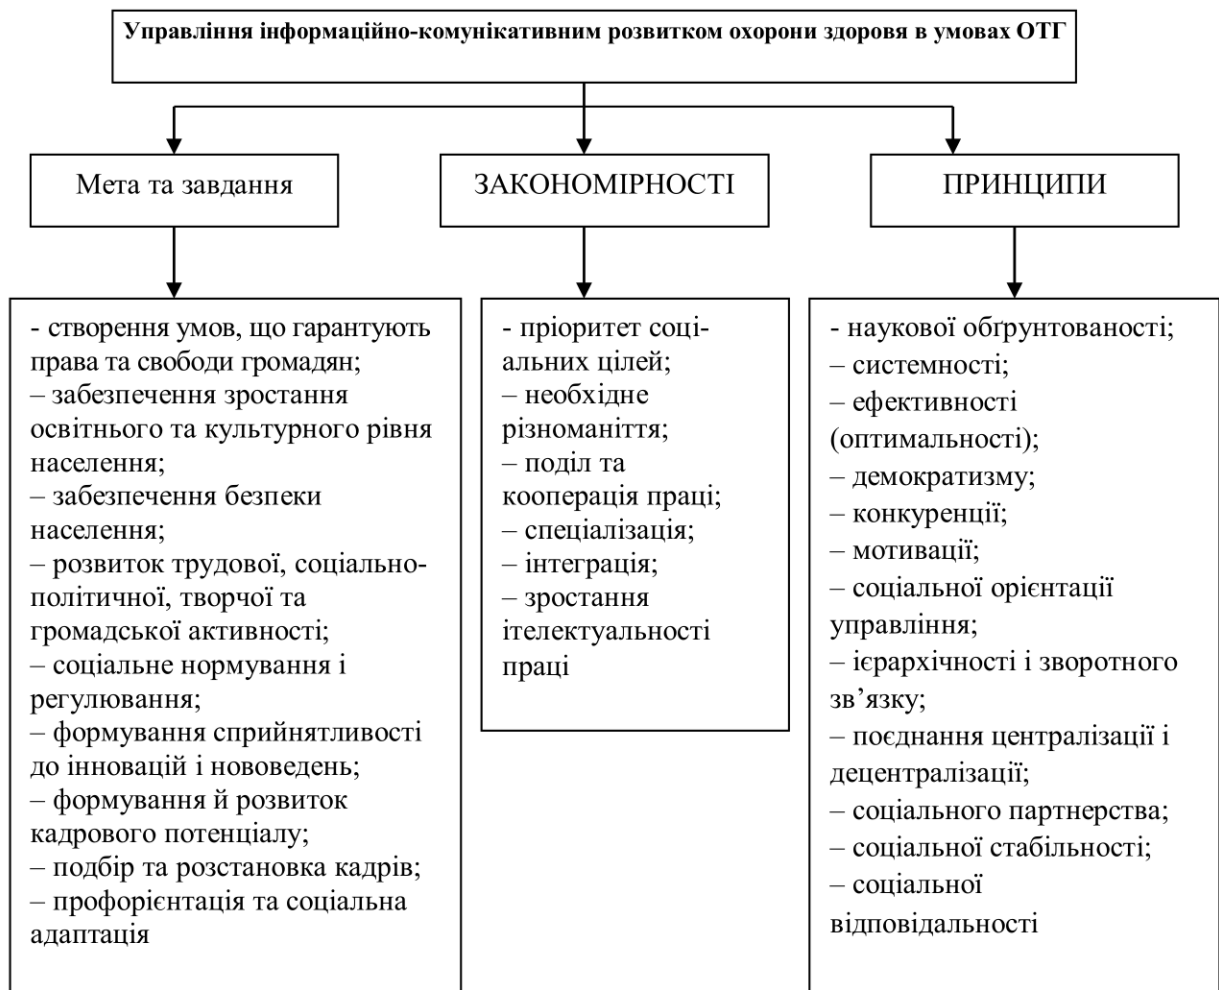 Управління інформаційно-комунікативним розвитком охорони здоровя в умовах ОТГ
Мета та завдання
ЗАКОНОМІРНОСТІ
ПРИНЦИПИ
- створення умов, що гарантують
права та свободи громадян;
– забезпечення зростання
освітнього та культурного рівня
населення;
– забезпечення безпеки
населення;
– розвиток трудової, соціально-
політичної, творчої та
громадської активності;
– соціальне нормування і
регулювання;
– формування сприйнятливості
до інновацій і нововедень;
– формування й розвиток
кадрового потенціалу;
– подбір та розстановка кадрів;
– профорієнтація та соціальна
адаптація
- пріоритет соці-
альних цілей;
– необхідне
різноманіття;
– поділ та
кооперація праці;
– спеціалізація;
– інтеграція;
– зростання
ітелектуальності
праці
- наукової обґрунтованості;
– системності;
– ефективності
(оптимальності);
– демократизму;
– конкуренції;
– мотивації;
– соціальної орієнтації
управління;
– ієрархічності і зворотного
зв’язку;
– поєднання централізації і
децентралізації;
– соціального партнерства;
– соціальної стабільності;
– соціальної
відповідальності